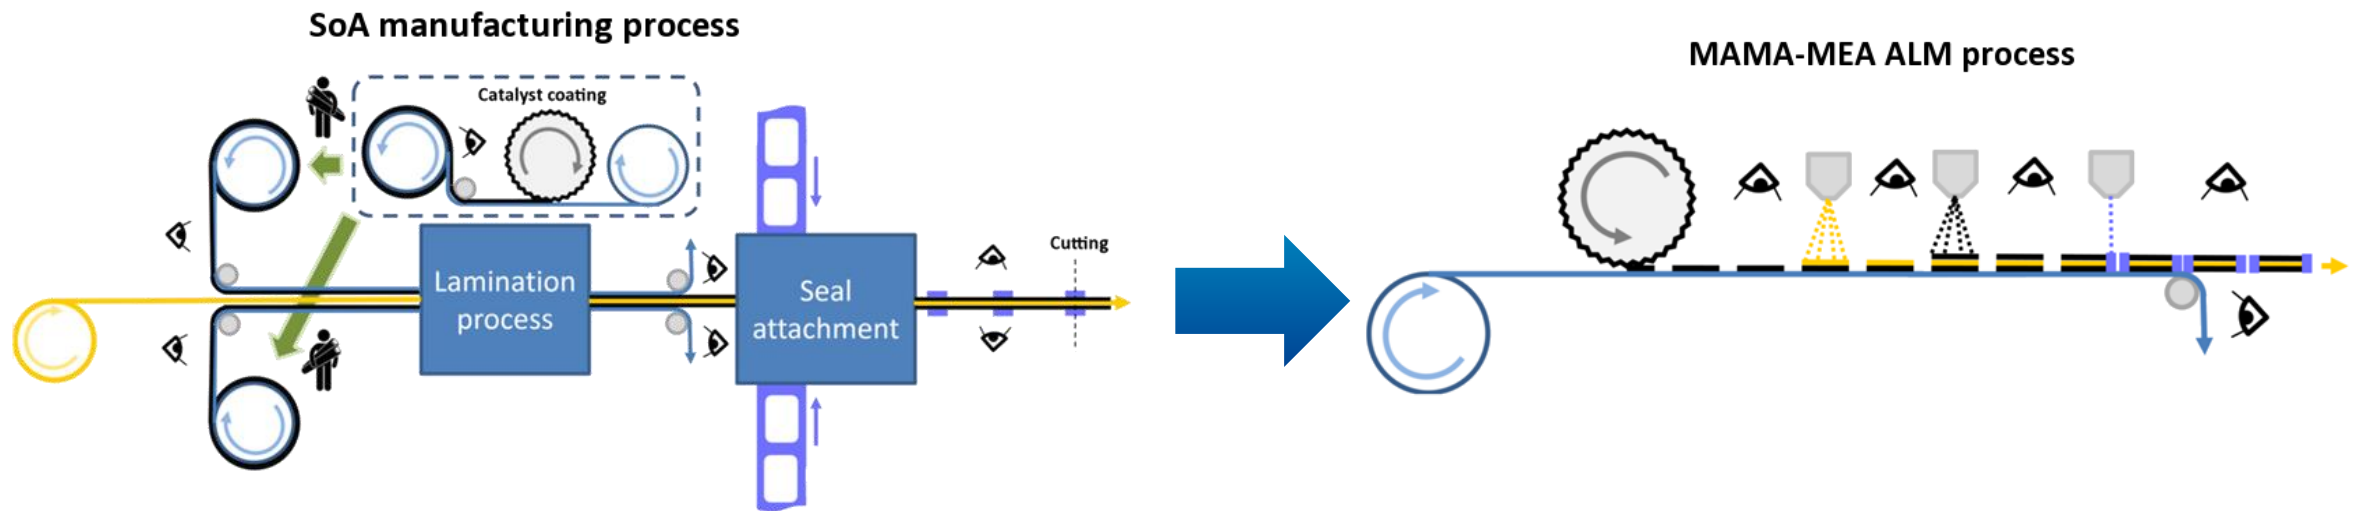 SoA manufacturing process
Catalyst coating
Lamination
process
Seal
attachment
Cutting
MAMA-MEA ALM process